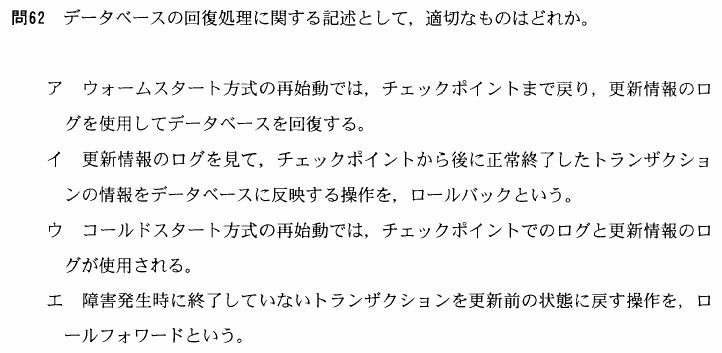 問62　データベースの回復処理に関する記述として，適切なものはどれか。
ア　ウォームスタート方式の再始動では，チェックポイントまで戻り，更新情報のロ
グを使用してデータベースを回復する。
イ　更新情報のログを見て，チェックポイントから後に正常終了したトランザクショ
ンの情報をデータベースに反映する操作を，ロールバックという。
ウ　コールドスタート方式の再始動では，チェックポイントでのログと更新情報のロ
グが使用される。
エ　障害発生時に終了していないトランザクションを更新前の状態に戻す操作を，ロ
ールフォワードという。